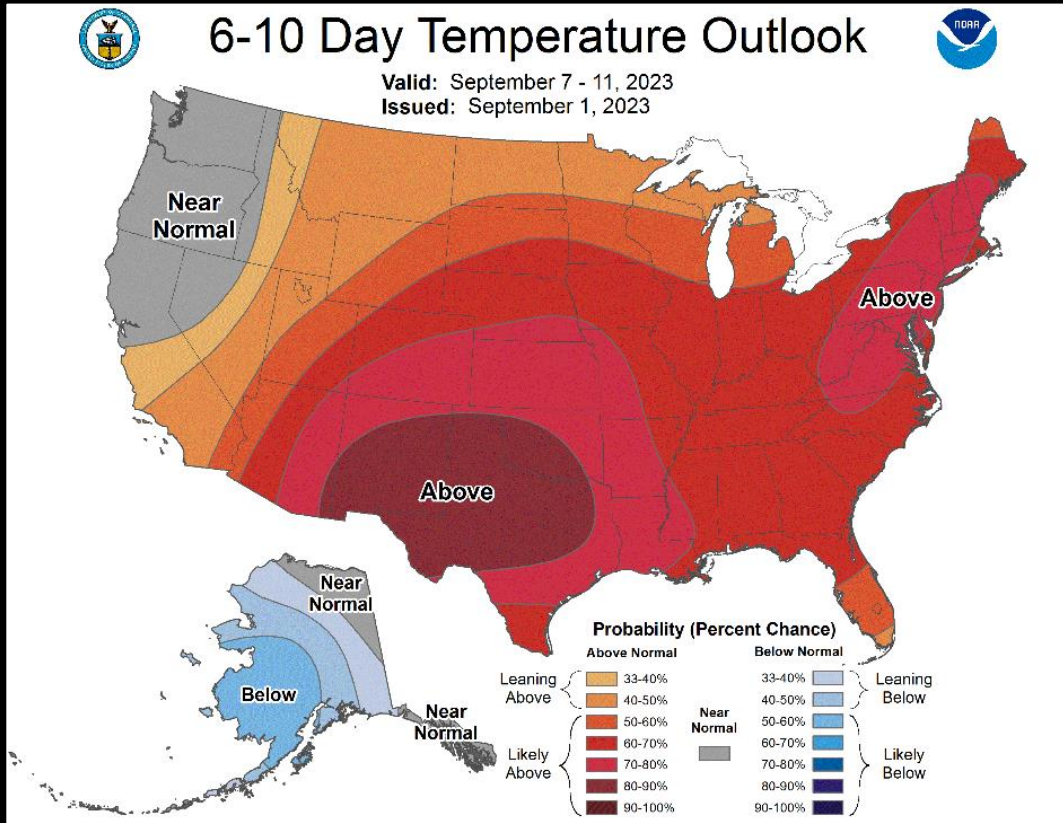 6-10 Day Temperature Outlook
NOAA
Valid: September 7 - 11, 2023
Issued: September 1, 2023
Near
Normal
Above
Above
Near
Normal
Below
Near
Normal
Probability (Percent Chance)
Above Normal
Below Normal
Leaning
Above
33-40%
40-50%
Likely
Above
50-60%
60-70%
70-80%
80-90%
90-100%
Near
Normal
33-40%
40-50%
Leaning
Below
50-60%
60-70%
70-80%
80-90%
90-100%
Likely
Below